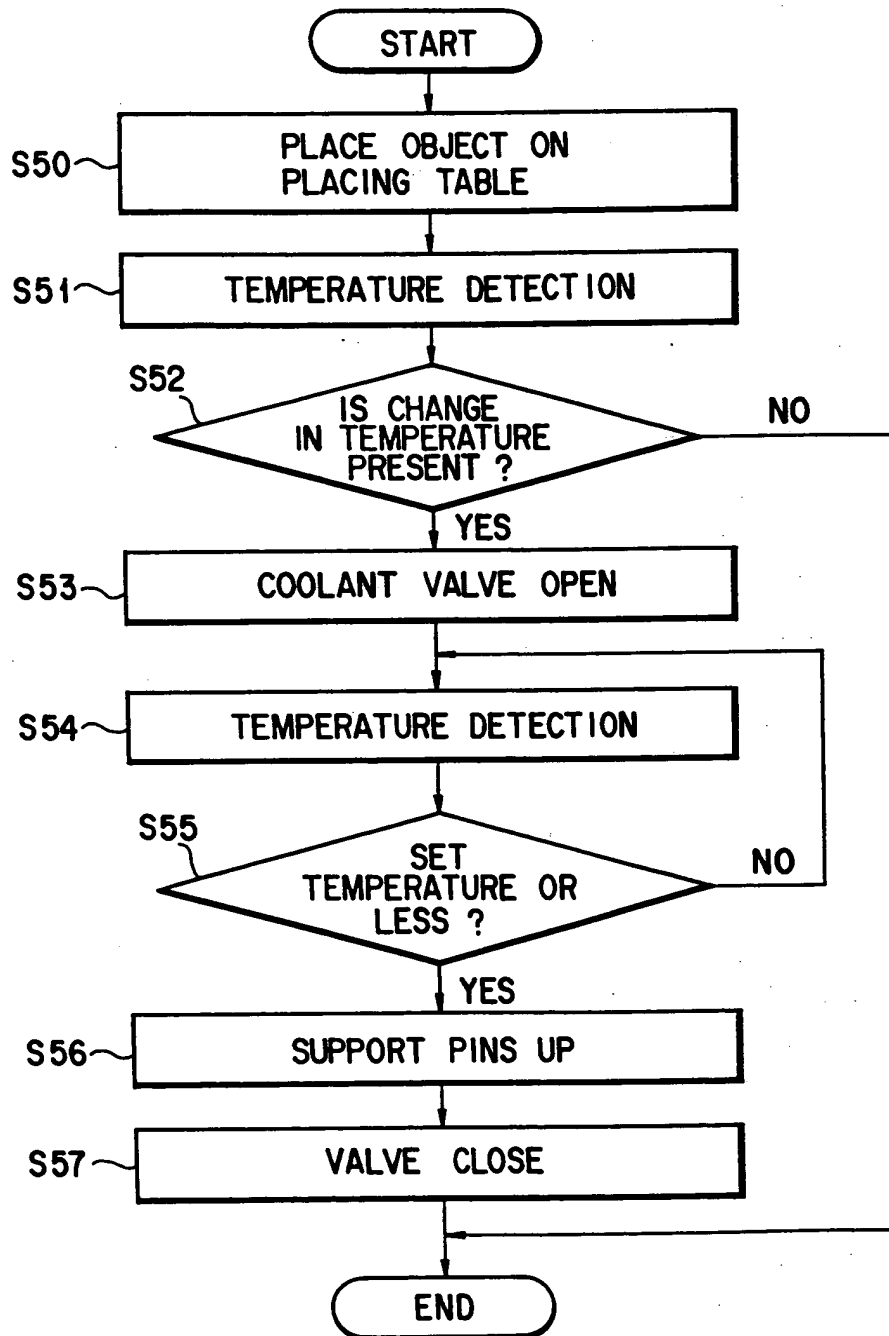 START
S50
PLACE OBJECT ON
PLACING TABLE
S51
TEMPERATURE DETECTION
S52
IS CHANGE
IN TEMPERATURE
PRESENT ?
NO
YES
S53
COOLANT VALVE OPEN
S54
TEMPERATURE DETECTION
S55
SET
TEMPERATURE OR
LESS ?
NO
YES
S56
SUPPORT PINS UP
S57
VALVE CLOSE
END